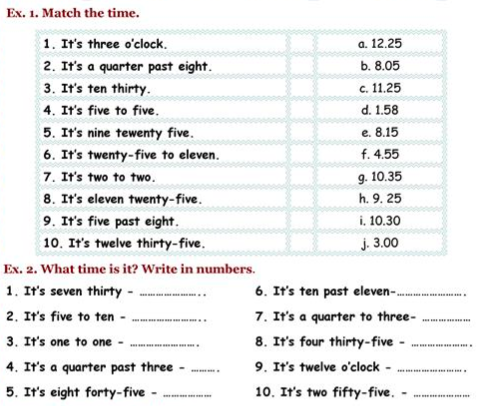 Ex. 1. Match the time.
1. It's three o'clock. a. 12.25
2. It's a quarter past eight. b. 8.05
3. It's ten thirty. c. 11.25
4. It's five to five. d. 1.58
5. It's nine tewenty five. e. 8.15
6. It's twenty-five to eleven. f. 4.55
7. It's two to two. g. 10.35
8. It's eleven twenty-five. h. 9. 25
9. It's five past eight. i. 10.30
10. It's twelve thirty-five. j. 3.00
Ex. 2. What time is it? Write in numbers.
1. It's seven thirty - ........................ 6. It's ten past eleven-........................
2. It's five to ten - ........................ 7. It's a quarter to three- ..................
3. It's one to one - ........................ 8. It's four thirty-five - ......................
4. It's a quarter past three - ......... 9. It's twelve o'clock - ........................
5. It's eight forty-five - .................. 10. It's two fifty-five. - ......................